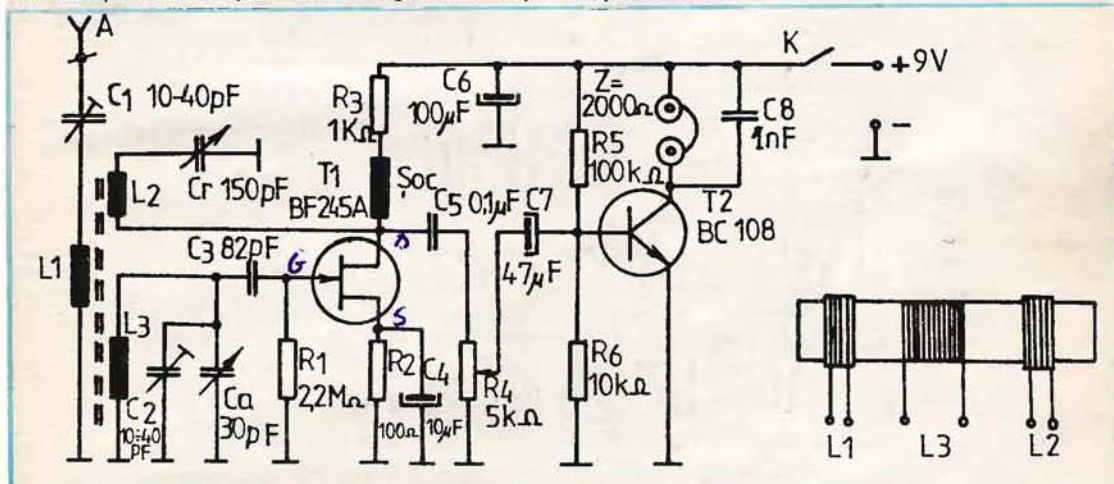 A
C1 10-40pF
L2
Cr 150pF
L1
L3
C3 82pF
C2
10÷40
pF
Ca
30pF
R1
2,2MΩ
G
T1
BF245A
R3
1KΩ
Șoc
D
S
R2
100Ω
C4
10µF
C5 0,1µF
R4
5kΩ
C6
100µF
C7
47µF
R5
100kΩ
R6
10kΩ
Z=
2000Ω
C8
1nF
T2
BC 108
K
+9V
-
L1
L3
L2